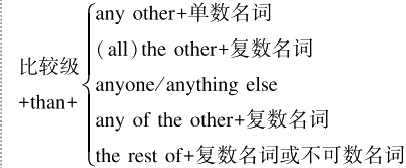 比较级
+than+
any other+单数名词
(all)the other+复数名词
anyone/anything else
any of the other+复数名词
the rest of+复数名词或不可数名词